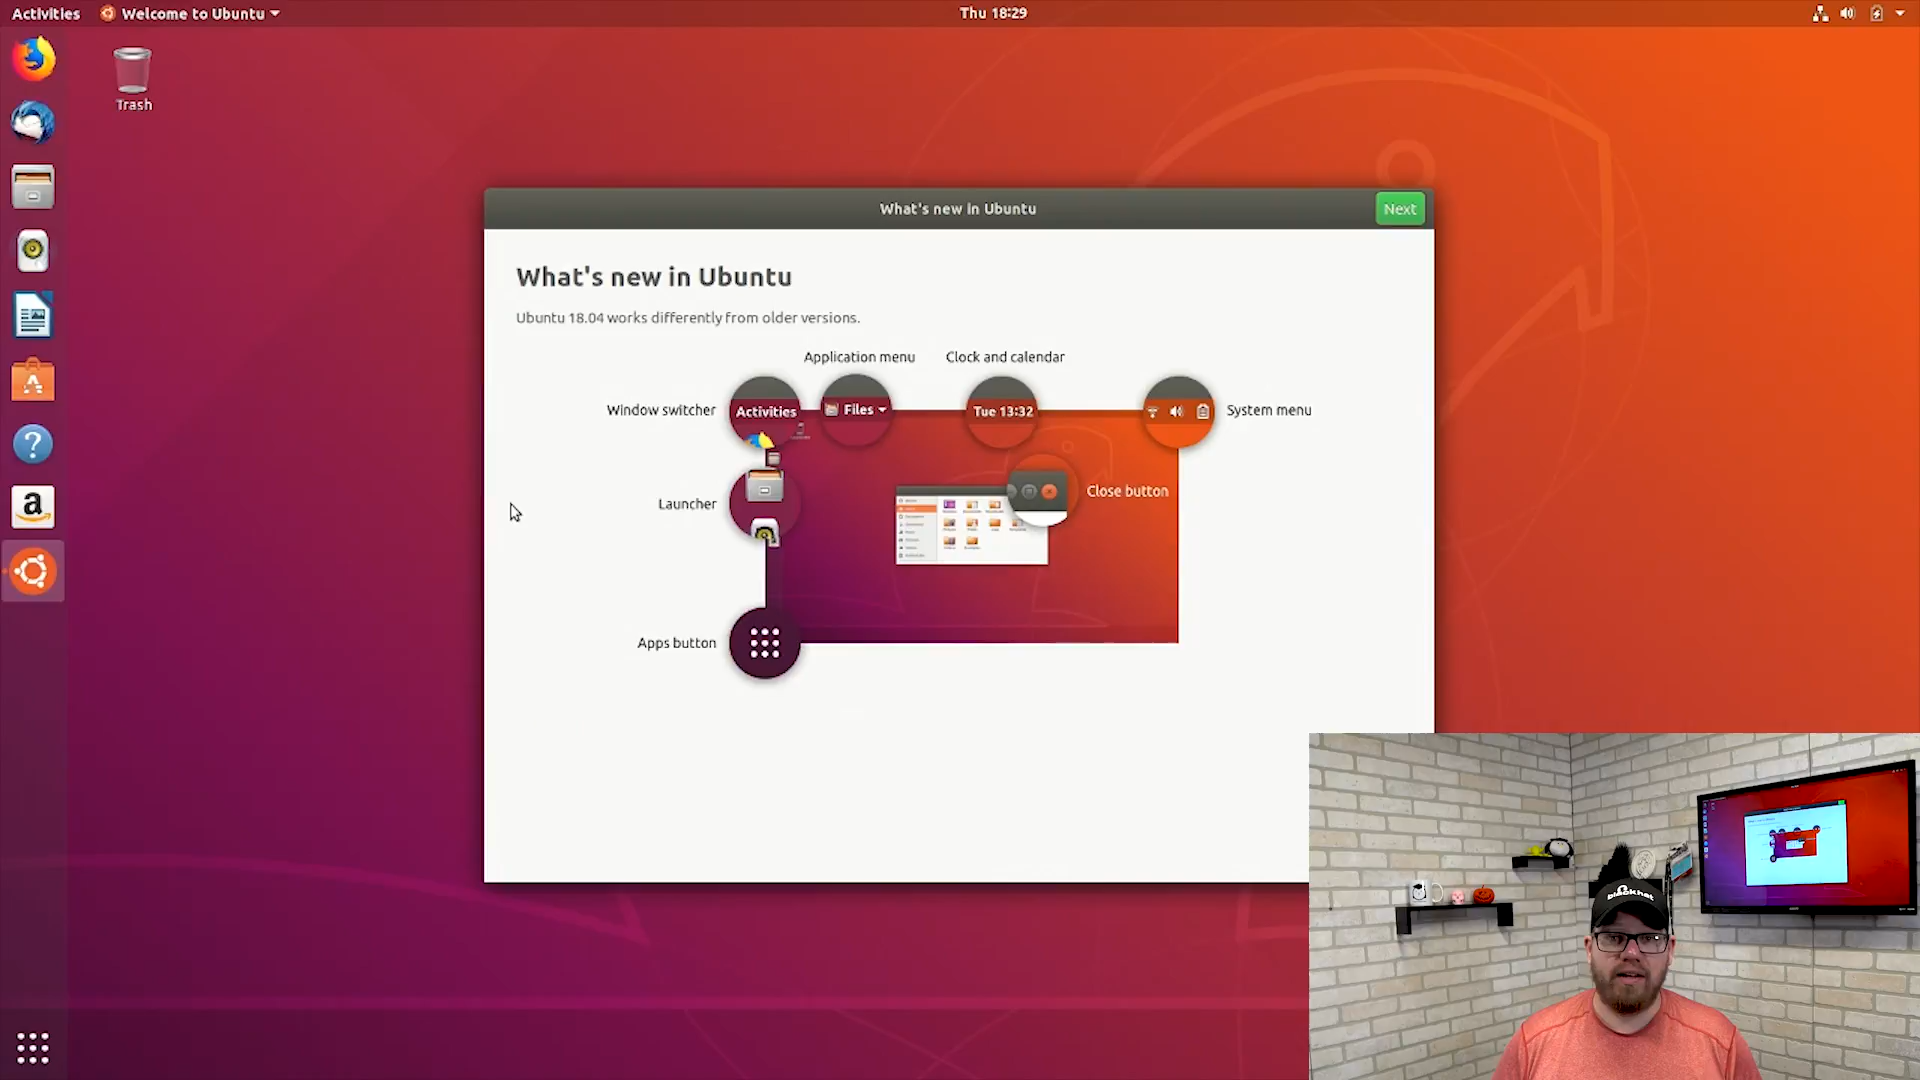 Activities Welcome to Ubuntu Thu 18:29
Trash
What's new in Ubuntu Next
What's new in Ubuntu
Ubuntu 18.04 works differently from older versions.
Application menu Clock and calendar
Window switcher Activities Files Tue 13:32 System menu
Launcher Close button
Apps button
a
blackhat